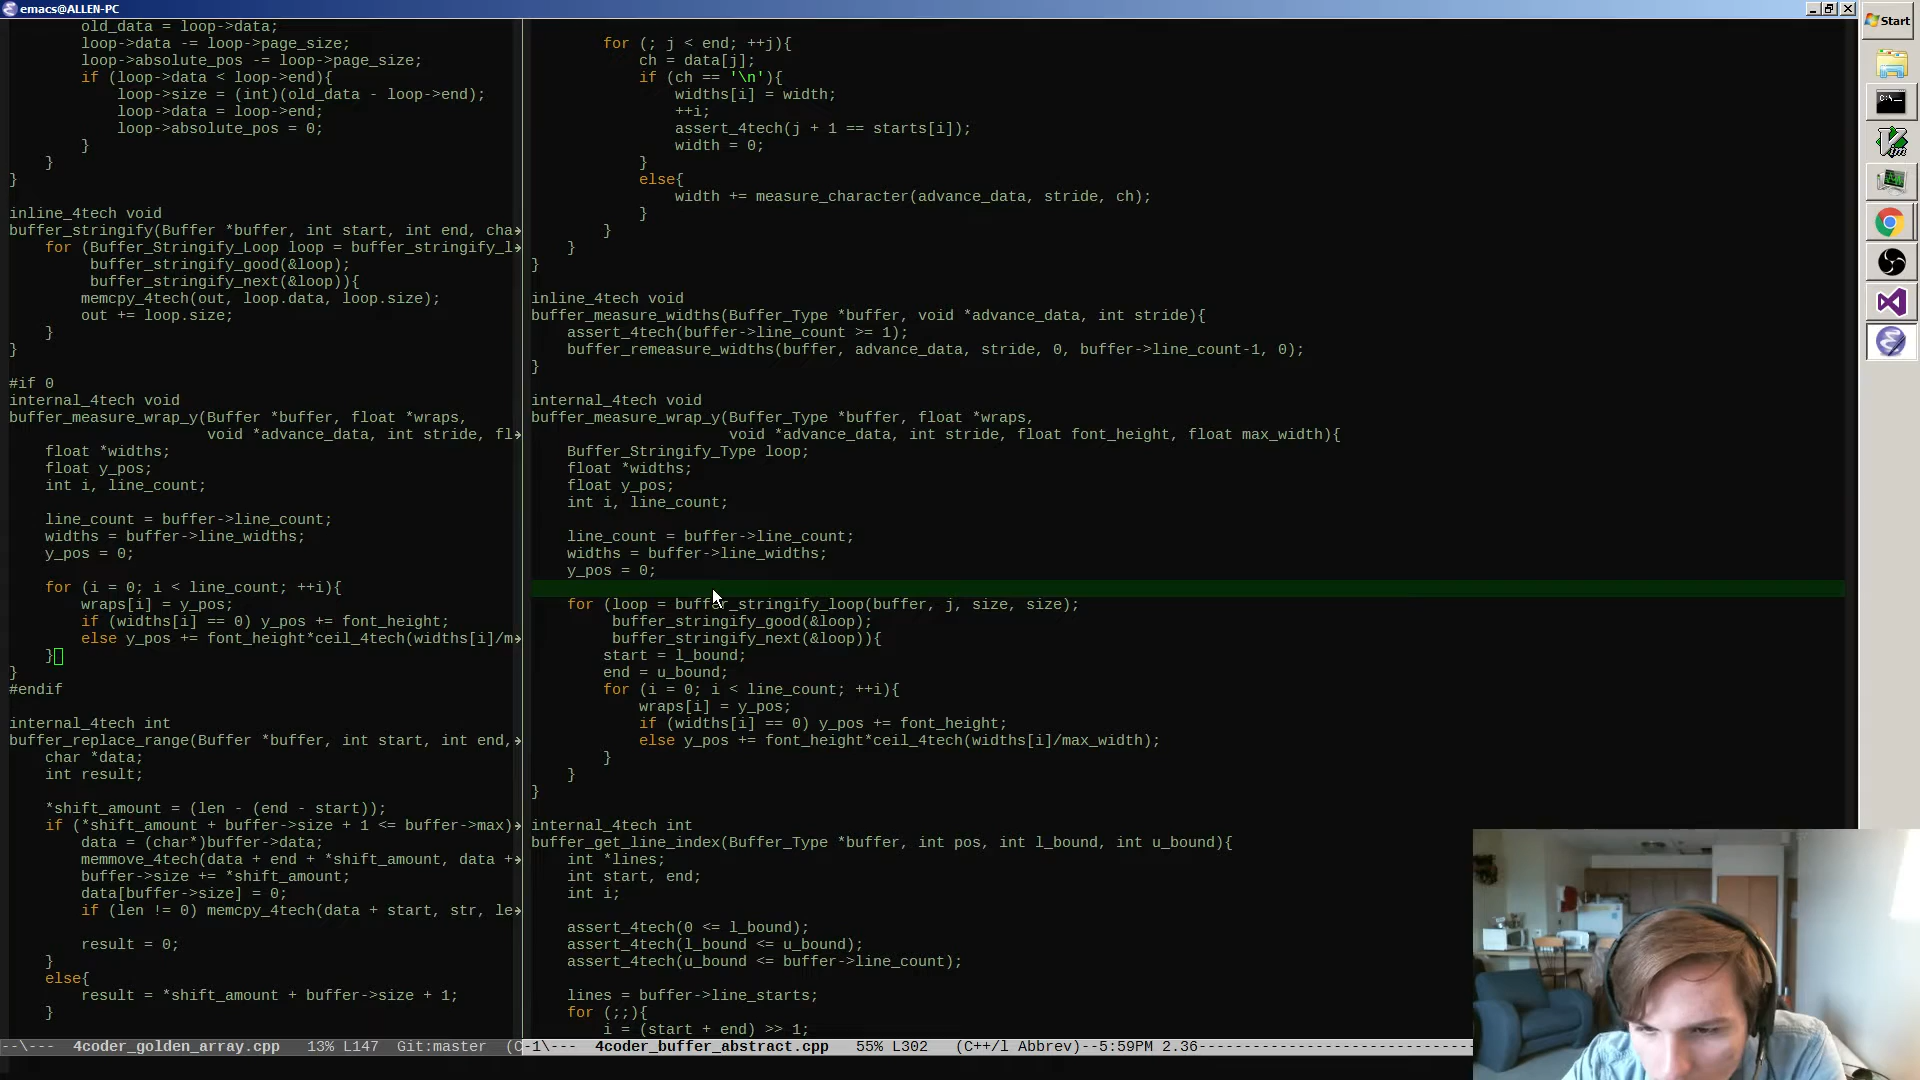 emacs@ALLEN-PC
old_data = loop->data;
loop->data -= loop->page_size;
loop->absolute_pos -= loop->page_size;
if (loop->data < loop->end){
loop->size = (int)(old_data - loop->end);
loop->data = loop->end;
loop->absolute_pos = 0;
}
}
}
inline_4tech void
buffer_stringify(Buffer *buffer, int start, int end, cha
for (Buffer_Stringify_Loop loop = buffer_stringify_l
buffer_stringify_good(&loop);
buffer_stringify_next(&loop)){
memcpy_4tech(out, loop.data, loop.size);
out += loop.size;
}
}
#if 0
internal_4tech void
buffer_measure_wrap_y(Buffer *buffer, float *wraps,
void *advance_data, int stride, fl
float *widths;
float y_pos;
int i, line_count;
line_count = buffer->line_count;
widths = buffer->line_widths;
y_pos = 0;
for (i = 0; i < line_count; ++i){
wraps[i] = y_pos;
if (widths[i] == 0) y_pos += font_height;
else y_pos += font_height*ceil_4tech(widths[i]/m
}
}
#endif
internal_4tech int
buffer_replace_range(Buffer *buffer, int start, int end,
char *data;
int result;
*shift_amount = (len - (end - start));
if (*shift_amount + buffer->size + 1 <= buffer->max)
data = (char*)buffer->data;
memmove_4tech(data + end + *shift_amount, data +
buffer->size += *shift_amount;
data[buffer->size] = 0;
if (len != 0) memcpy_4tech(data + start, str, le
result = 0;
}
else{
result = *shift_amount + buffer->size + 1;
}
--\--- 4coder_golden_array.cpp 13% L147 Git:master (C
for (; j < end; ++j){
ch = data[j];
if (ch == '\n'){
widths[i] = width;
++i;
assert_4tech(j + 1 == starts[i]);
width = 0;
}
else{
width += measure_character(advance_data, stride, ch);
}
}
}
}
inline_4tech void
buffer_measure_widths(Buffer_Type *buffer, void *advance_data, int stride){
assert_4tech(buffer->line_count >= 1);
buffer_remeasure_widths(buffer, advance_data, stride, 0, buffer->line_count-1, 0);
}
internal_4tech void
buffer_measure_wrap_y(Buffer_Type *buffer, float *wraps,
void *advance_data, int stride, float font_height, float max_width){
Buffer_Stringify_Type loop;
float *widths;
float y_pos;
int i, line_count;
line_count = buffer->line_count;
widths = buffer->line_widths;
y_pos = 0;
for (loop = buffer_stringify_loop(buffer, j, size, size);
buffer_stringify_good(&loop);
buffer_stringify_next(&loop)){
start = l_bound;
end = u_bound;
for (i = 0; i < line_count; ++i){
wraps[i] = y_pos;
if (widths[i] == 0) y_pos += font_height;
else y_pos += font_height*ceil_4tech(widths[i]/max_width);
}
}
}
internal_4tech int
buffer_get_line_index(Buffer_Type *buffer, int pos, int l_bound, int u_bound){
int *lines;
int start, end;
int i;
assert_4tech(0 <= l_bound);
assert_4tech(l_bound <= u_bound);
assert_4tech(u_bound <= buffer->line_count);
lines = buffer->line_starts;
for (;;){
i = (start + end) >> 1;
-1\--- 4coder_buffer_abstract.cpp 55% L302 (C++/l Abbrev)--5:59PM 2.36------------------------------
Start